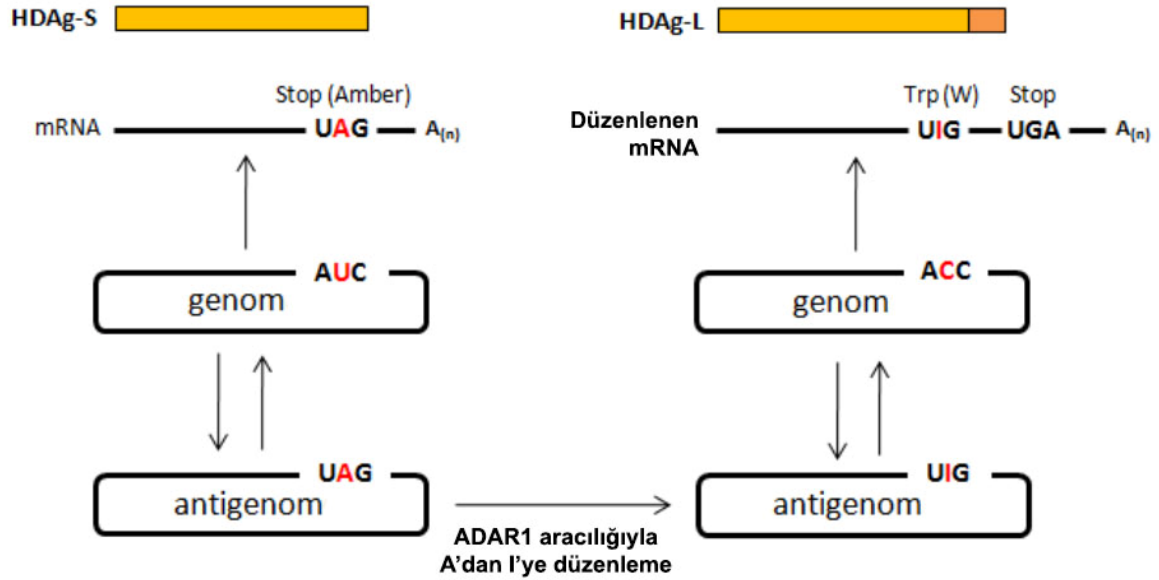 HDAg-S
Stop (Amber)
mRNA UAG A(n)
AUC
genom
UAG
antigenom
ADAR1 aracılığıyla
A’dan I’ye düzenleme
HDAg-L
Trp (W) Stop
Düzenlenen
mRNA
UIG UGA A(n)
ACC
genom
UIG
antigenom